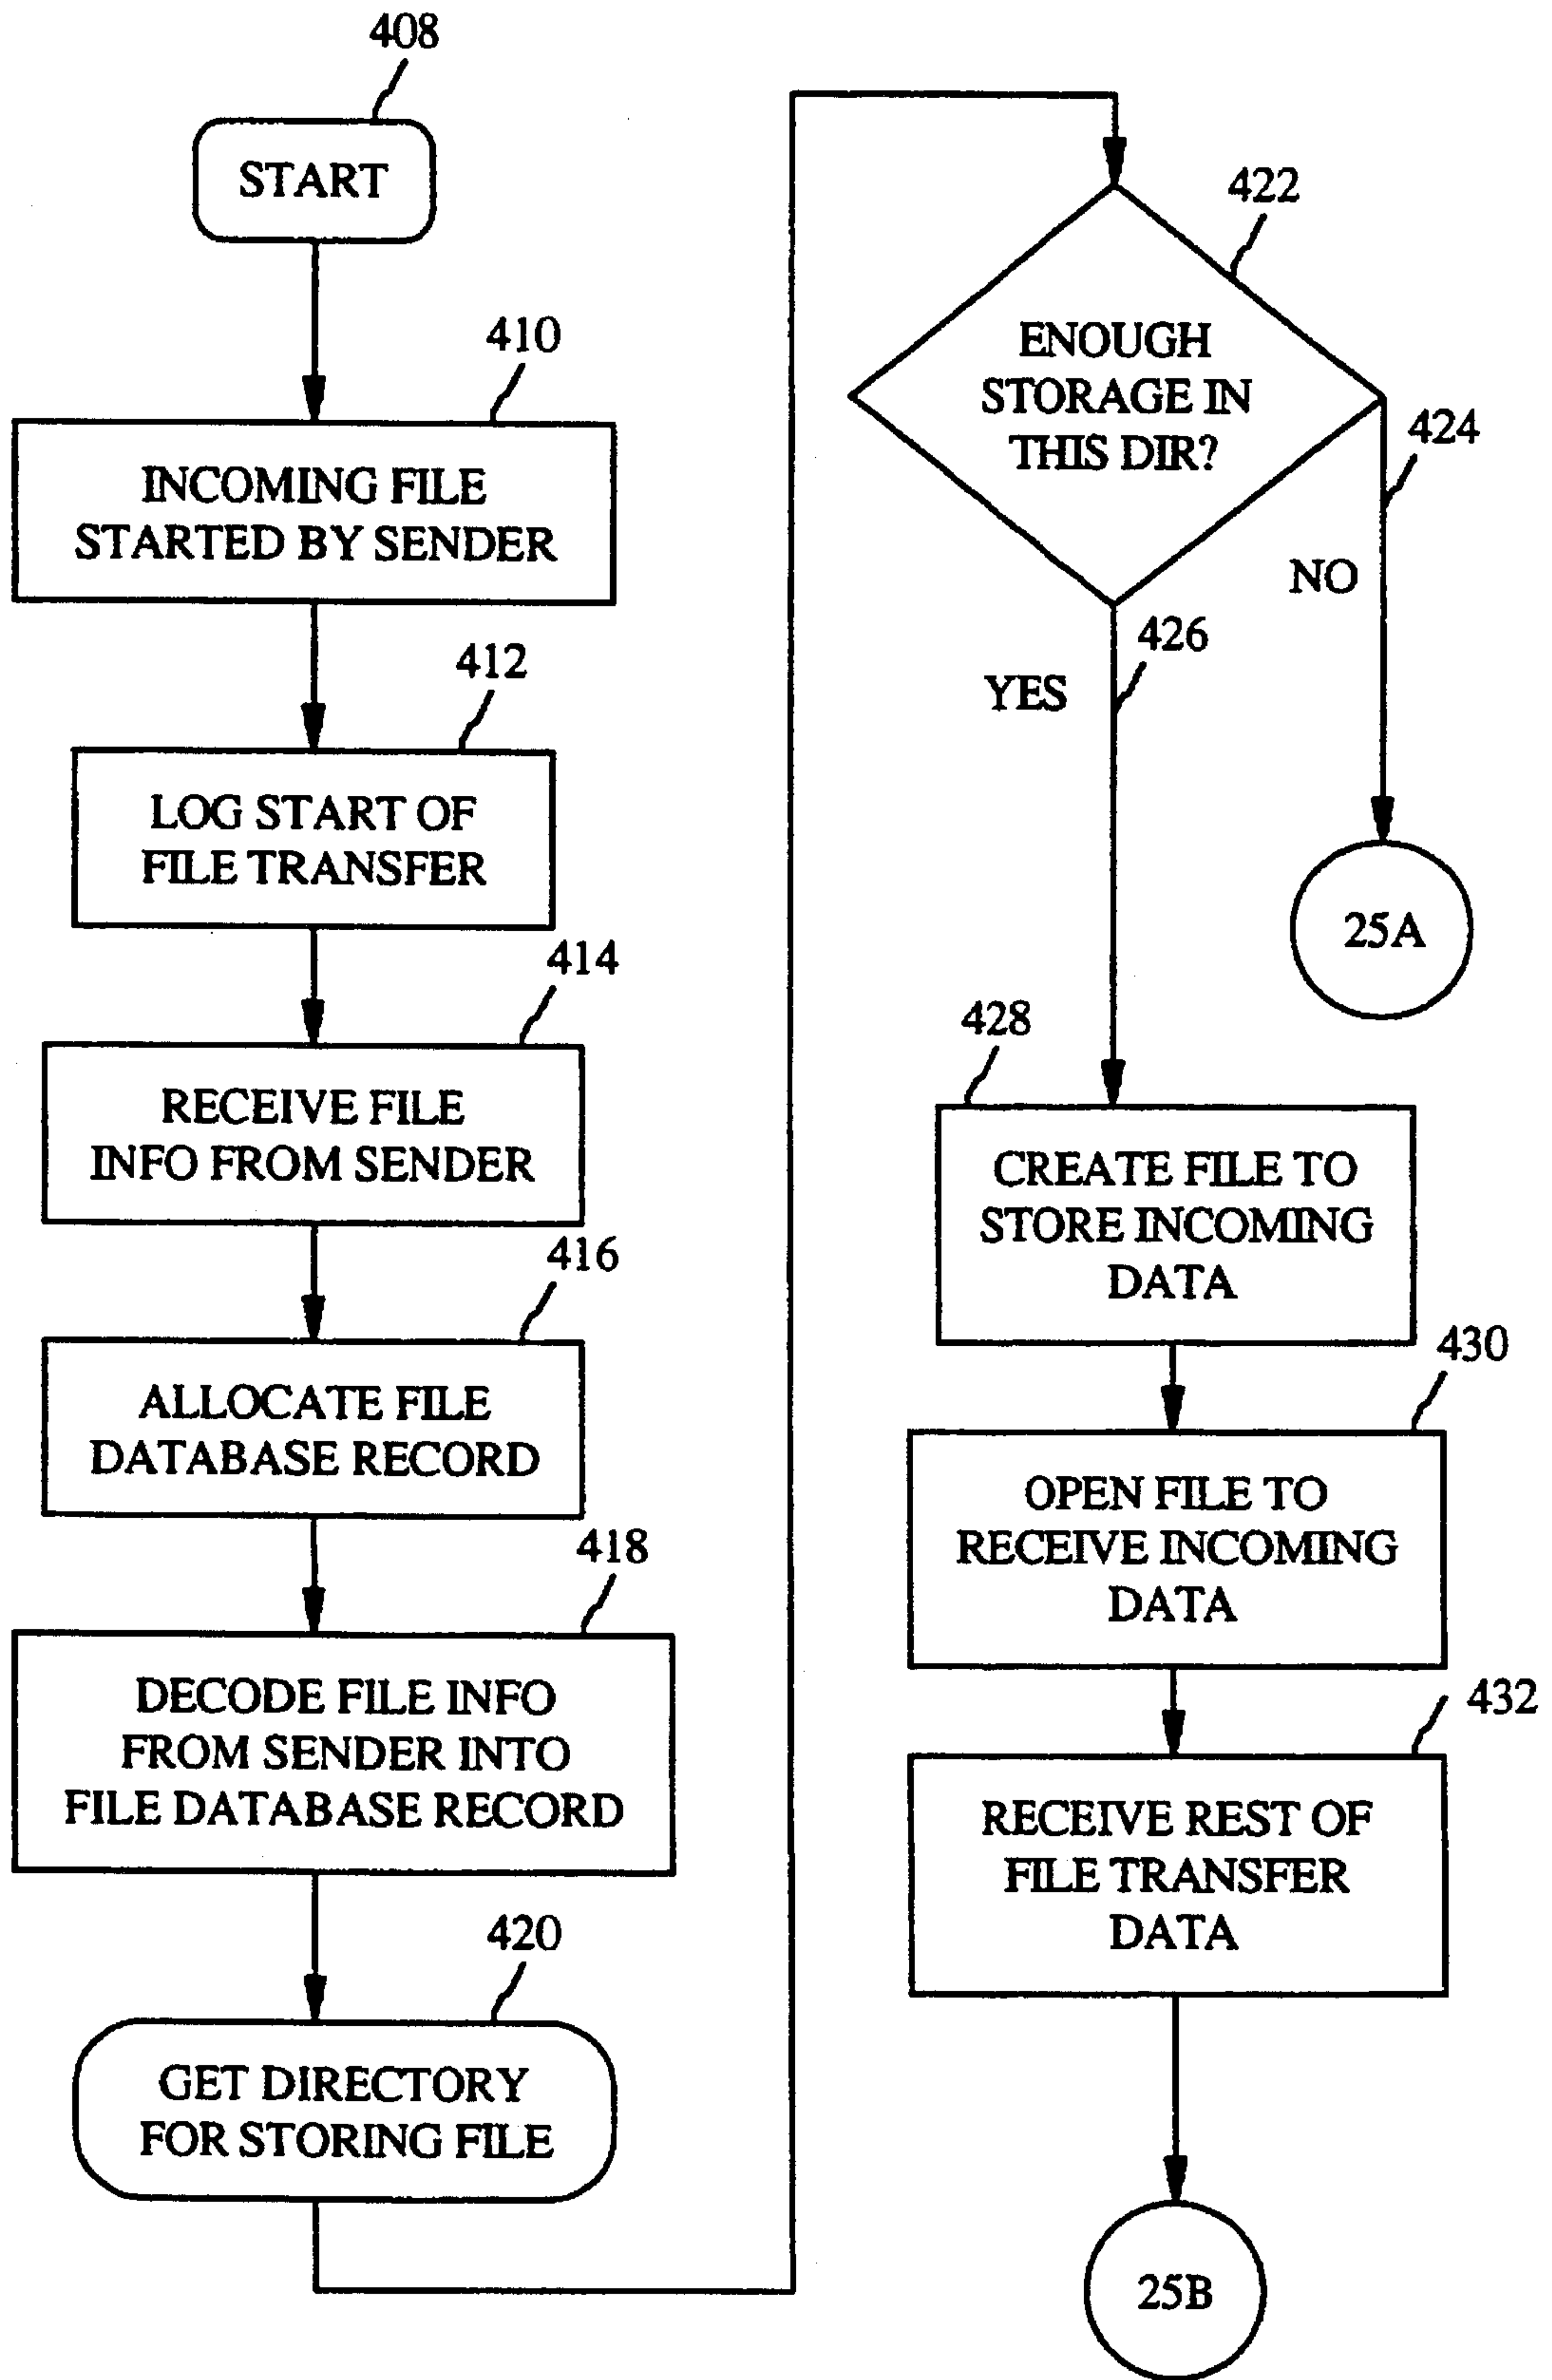 408
START
410
INCOMING FILE
STARTED BY SENDER
412
LOG START OF
FILE TRANSFER
414
RECEIVE FILE
INFO FROM SENDER
416
ALLOCATE FILE
DATABASE RECORD
418
DECODE FILE INFO
FROM SENDER INTO
FILE DATABASE RECORD
420
GET DIRECTORY
FOR STORING FILE
422
ENOUGH
STORAGE IN
THIS DIR?
424
NO
25A
426
YES
428
CREATE FILE TO
STORE INCOMING
DATA
430
OPEN FILE TO
RECEIVE INCOMING
DATA
432
RECEIVE REST OF
FILE TRANSFER
DATA
25B